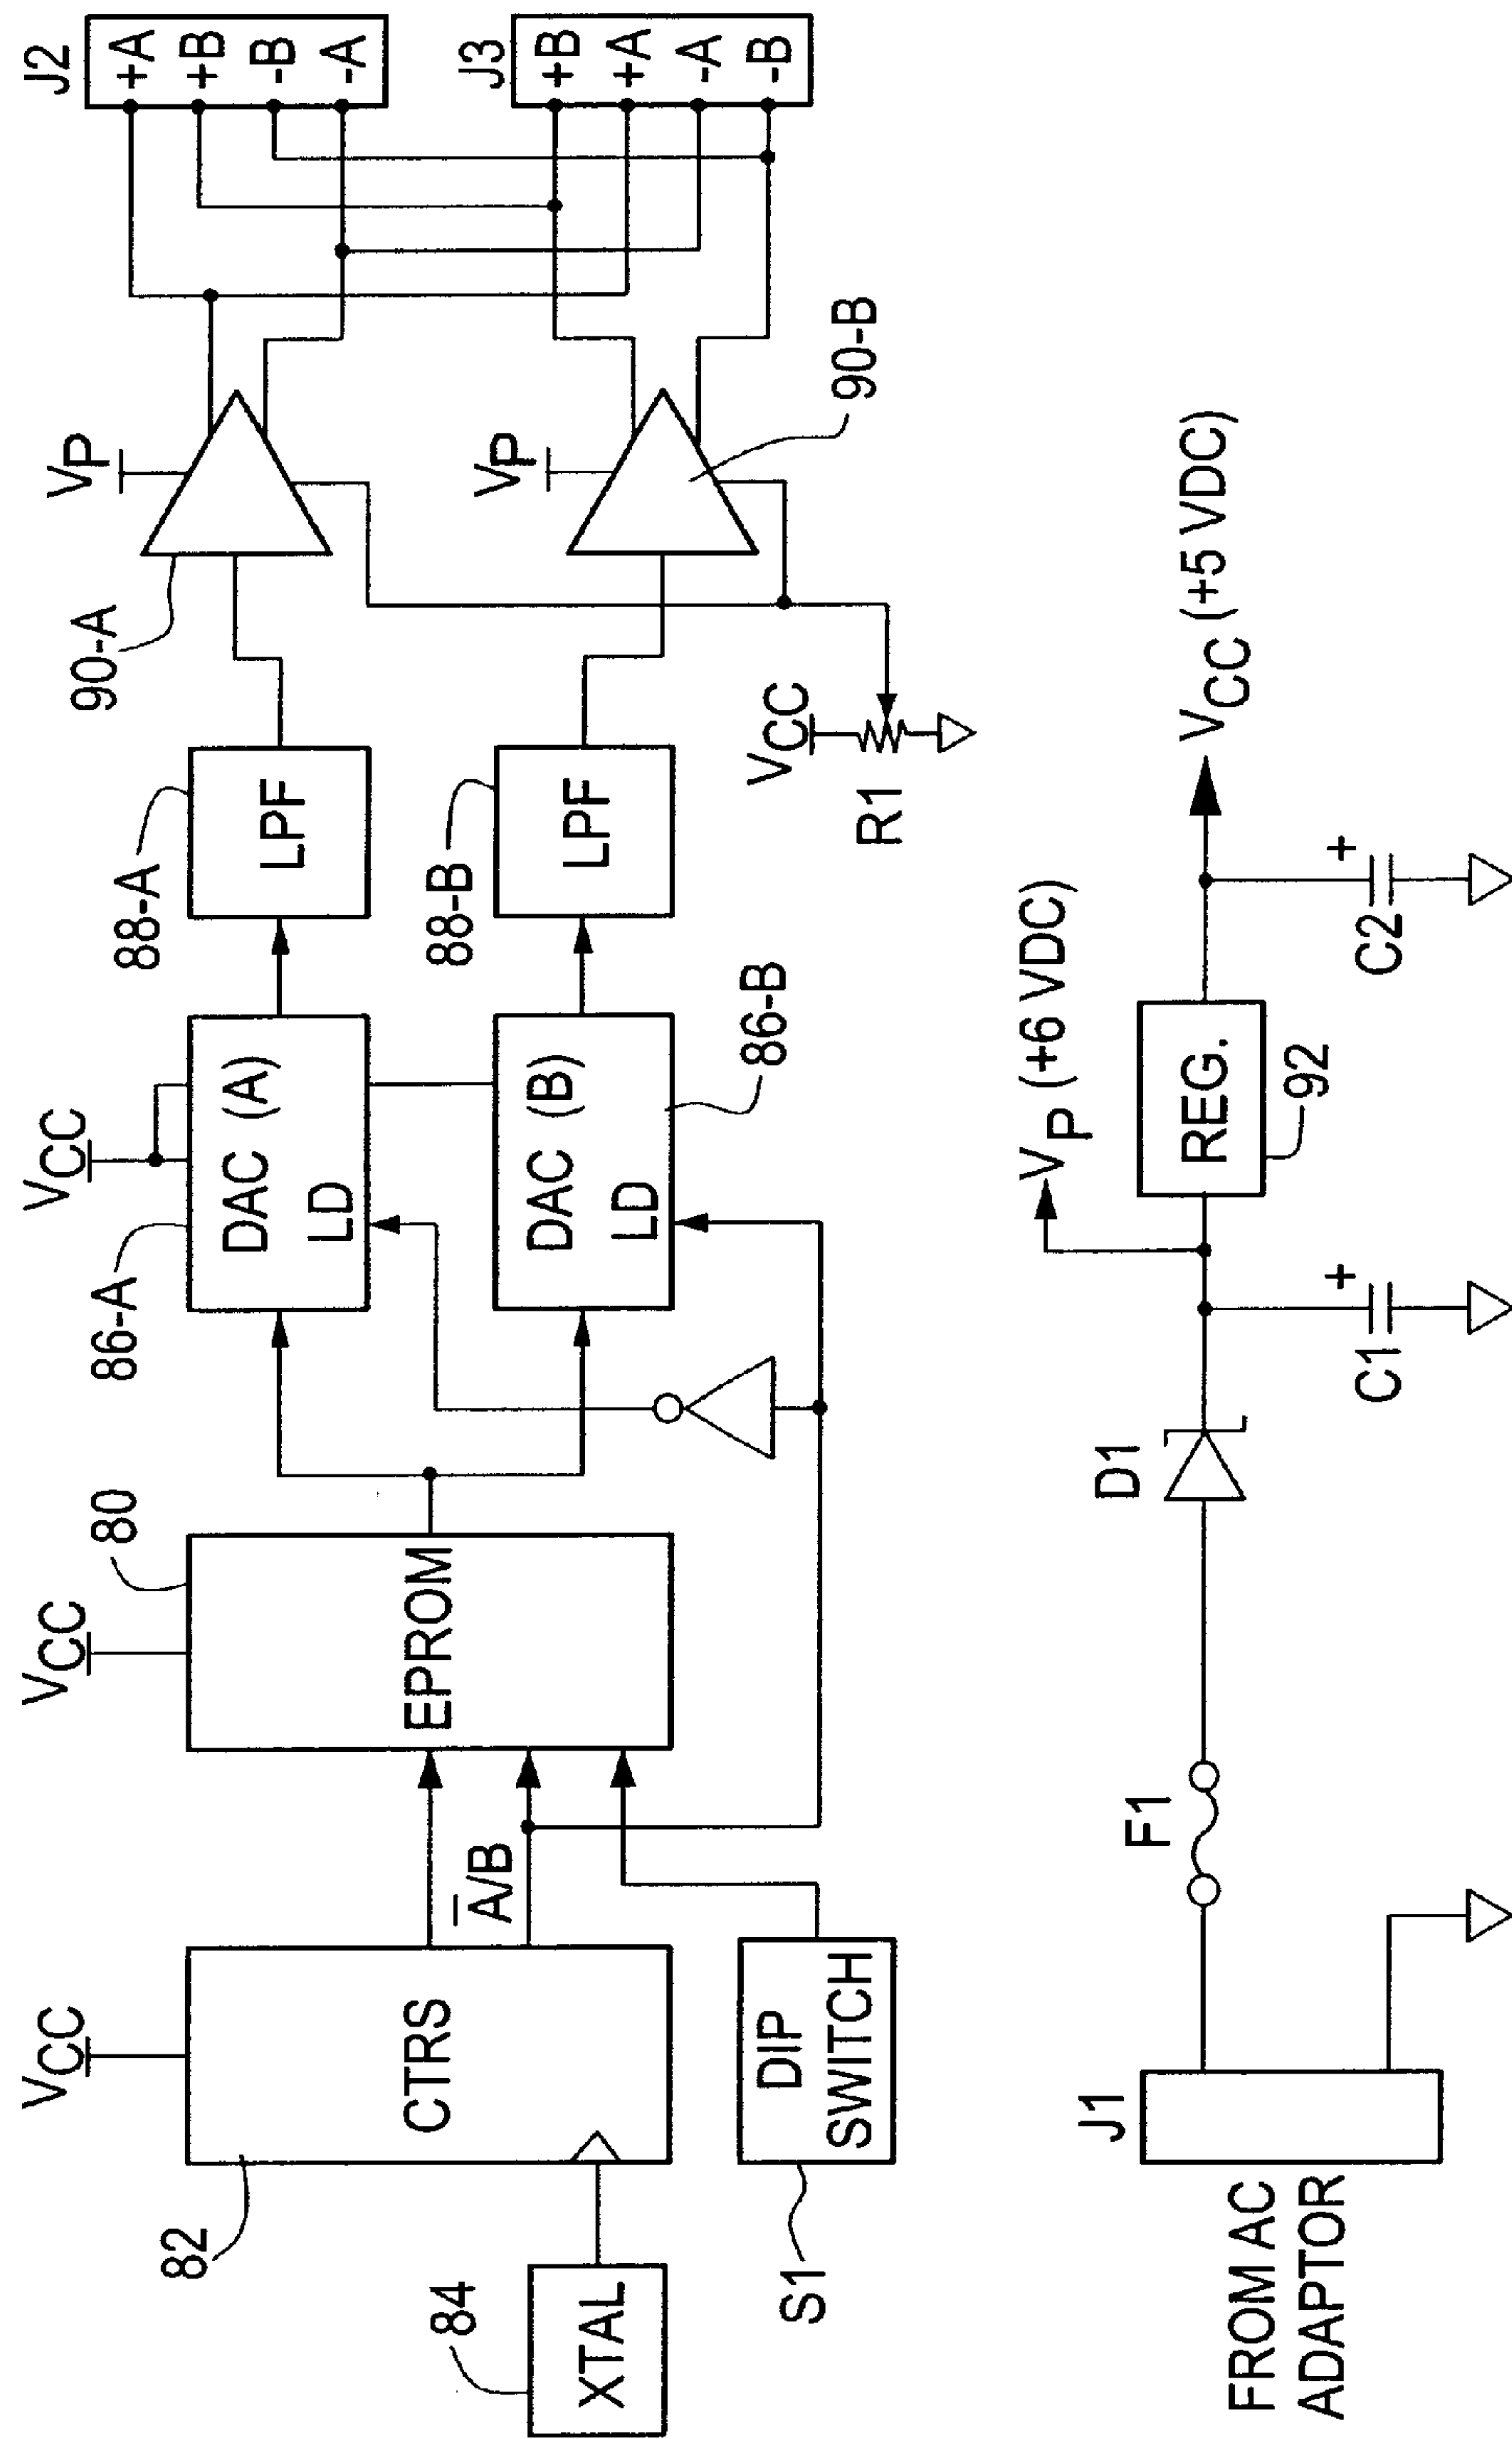 J2
+A
+B
-B
-A
J3
+B
+A
-A
-B
VP
90-A
VP
90-B
88-A
LPF
88-B
LPF
VCC
R1
VCC
86-A
DAC (A)
LD
DAC (B)
LD
86-B
VCC
80
EPROM
A̅/B
VCC
82
CTRS
84
XTAL
DIP
SWITCH
S1
FROM AC
ADAPTOR
J1
F1
D1
C1
+
VP (+6 VDC)
REG.
92
C2
+
VCC (+5 VDC)